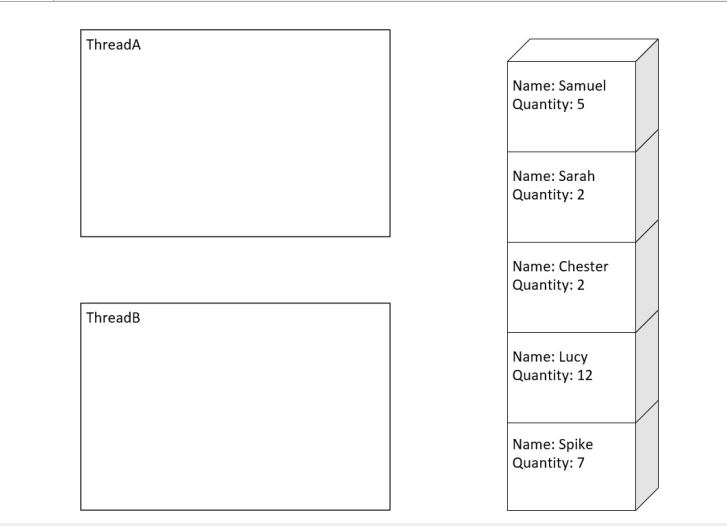 ThreadA
ThreadB
Name: Samuel
Quantity: 5
Name: Sarah
Quantity: 2
Name: Chester
Quantity: 2
Name: Lucy
Quantity: 12
Name: Spike
Quantity: 7